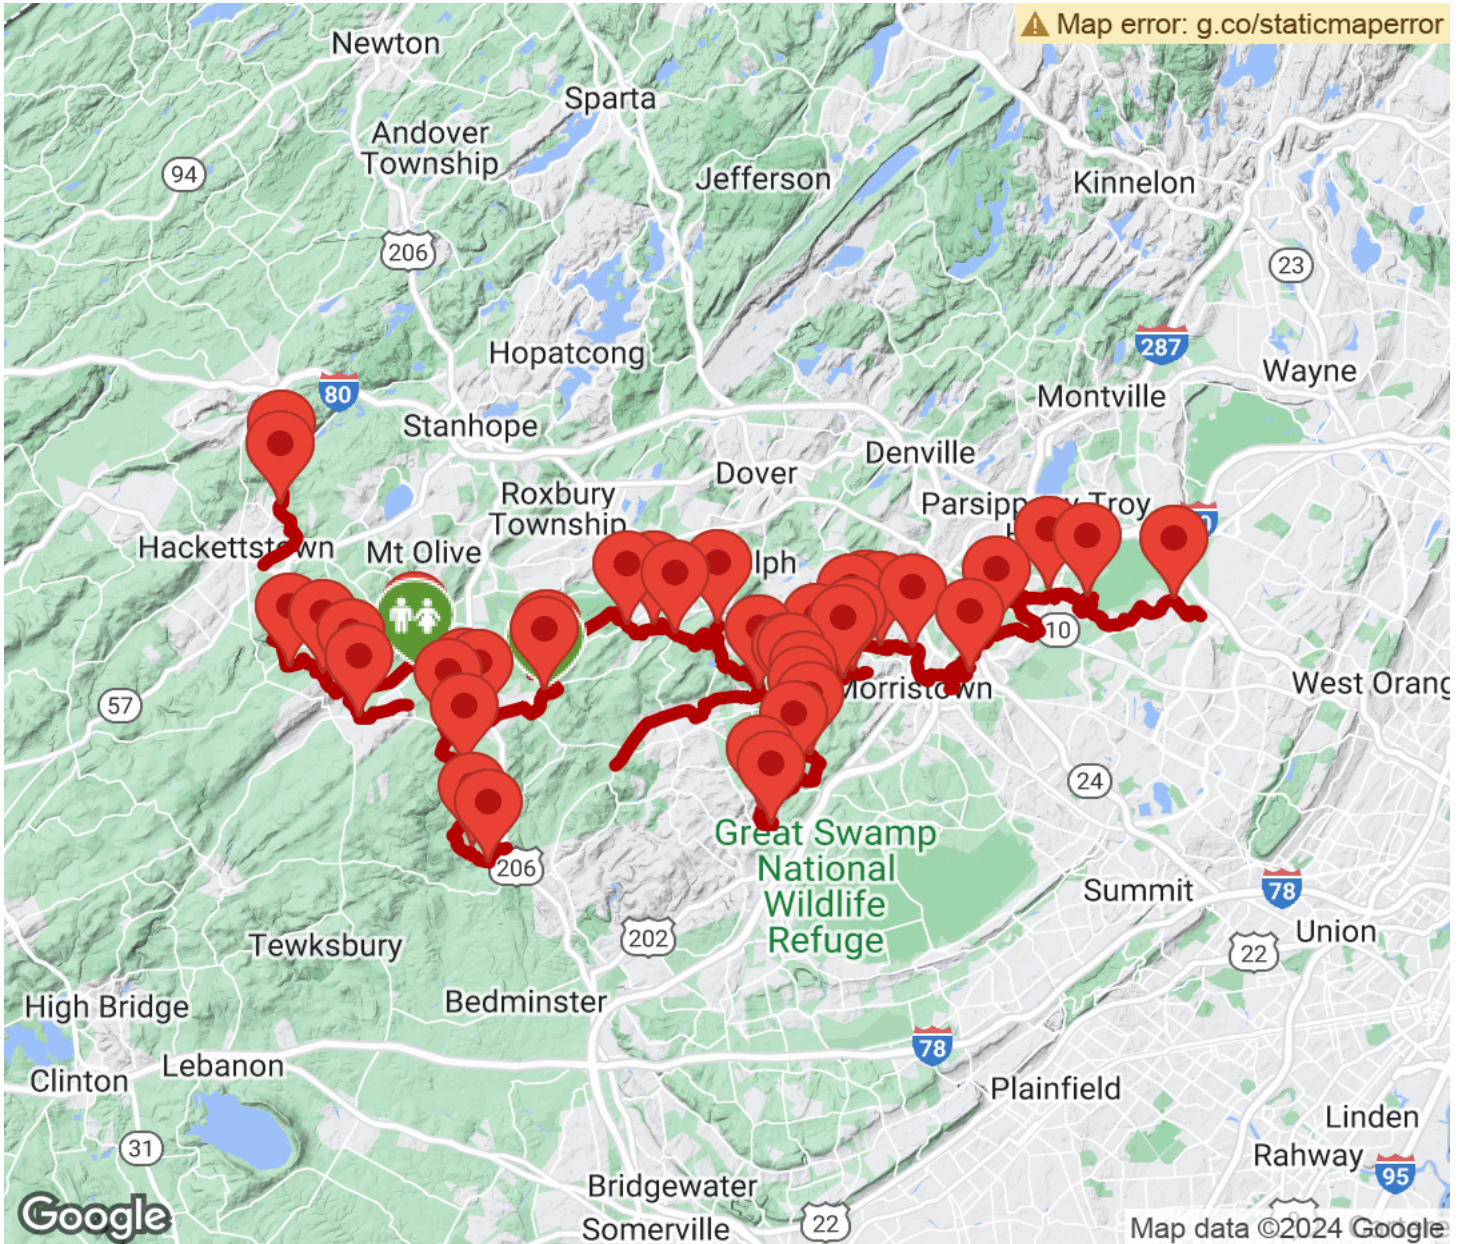 Map error: g.co/staticmaperror
Newton
Sparta
Andover
Township
94
Jefferson
Kinnelon
206
23
Hopatcong
287
Wayne
80
Montville
Stanhope
Denville
Dover
Roxbury
Township
Troy
Hackettstown
Mt Olive
lph
10
57
Morristown
West Orang
24
Great Swamp
National
Wildlife
Refuge
206
Summit
78
202
Union
22
Tewksbury
High Bridge
Bedminster
78
Lebanon
Clinton
Plainfield
Linden
31
Rahway
95
Bridgewater
Somerville
22
Google
Map data ©2024 Google